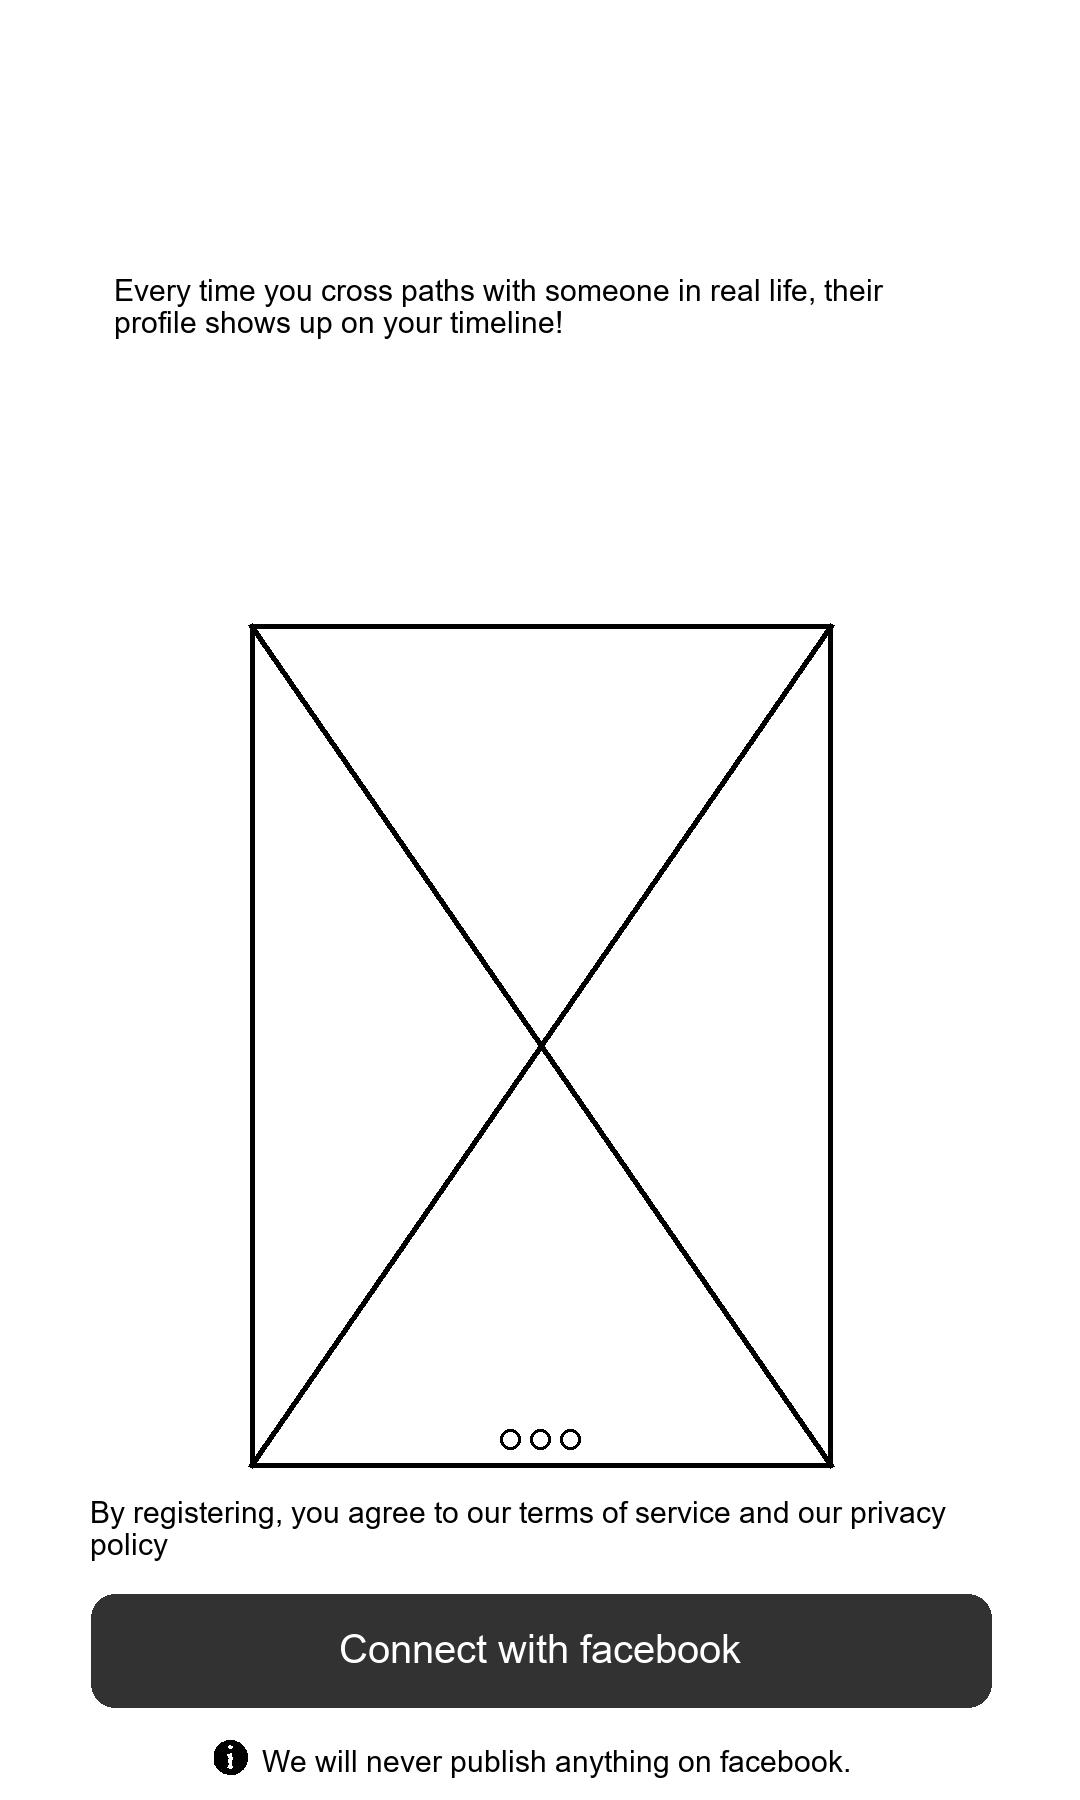 Every time you cross paths with someone in real life, their
profile shows up on your timeline!
By registering, you agree to our terms of service and our privacy
policy
Connect with facebook
We will never publish anything on facebook.